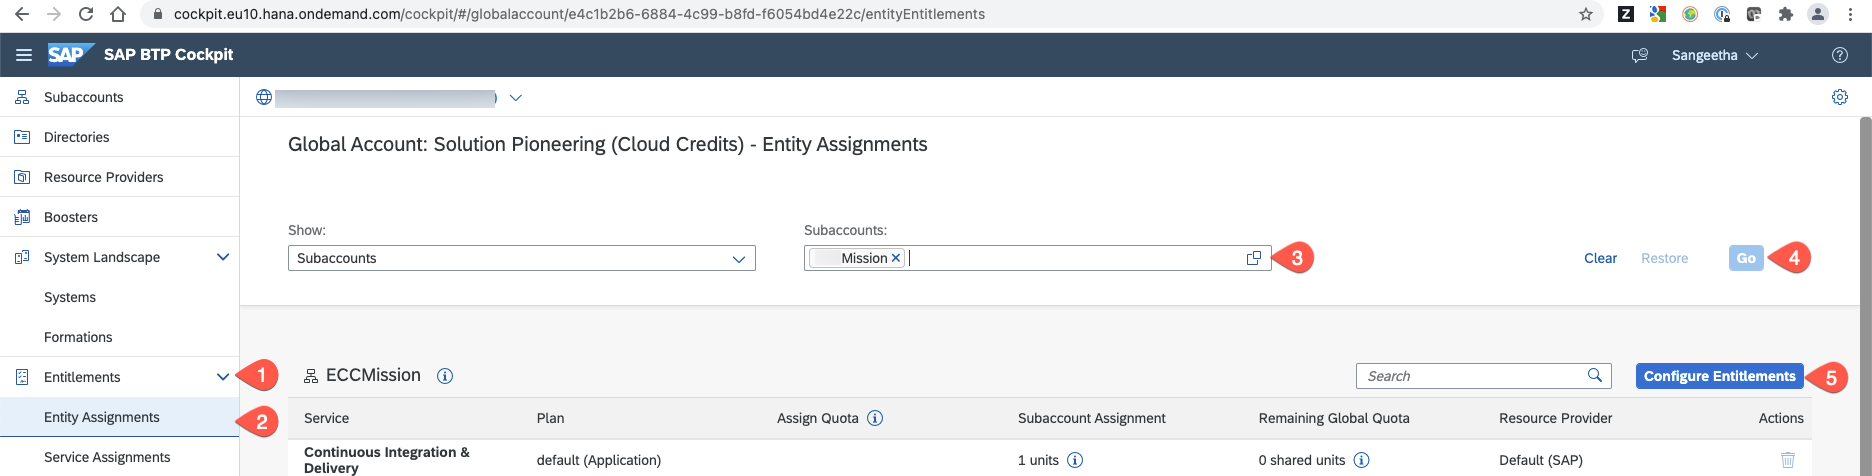 cockpit.eu10.hana.ondemand.com/cockpit/#/globalaccount/e4c1b2b6-6884-4c99-b8fd-f6054bd4e22c/entityEntitlements
Z
SAP SAP BTP Cockpit
Sangeetha
Subaccounts
Directories
Resource Providers
Boosters
System Landscape
Systems
Formations
Entitlements 1
Entity Assignments 2
Service Assignments
Global Account: Solution Pioneering (Cloud Credits) - Entity Assignments
Show: Subaccounts:
Subaccounts Mission 3 Clear Restore Go 4
ECCMission Search Configure Entitlements 5
Service Plan Assign Quota Subaccount Assignment Remaining Global Quota Resource Provider Actions
Continuous Integration &
Delivery default (Application) 1 units 0 shared units Default (SAP)